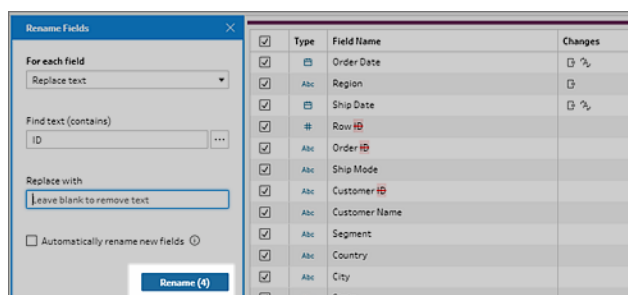 Rename Fields
For each field
Replace text
Find text (contains)
ID
Replace with
Leave blank to remove text
Automatically rename new fields
Rename (4)
Type Field Name Changes
Order Date
Abc Region
Ship Date
# Row ID
Abc Order ID
Abc Ship Mode
Abc Customer ID
Abc Customer Name
Abc Segment
Abc Country
Abc City